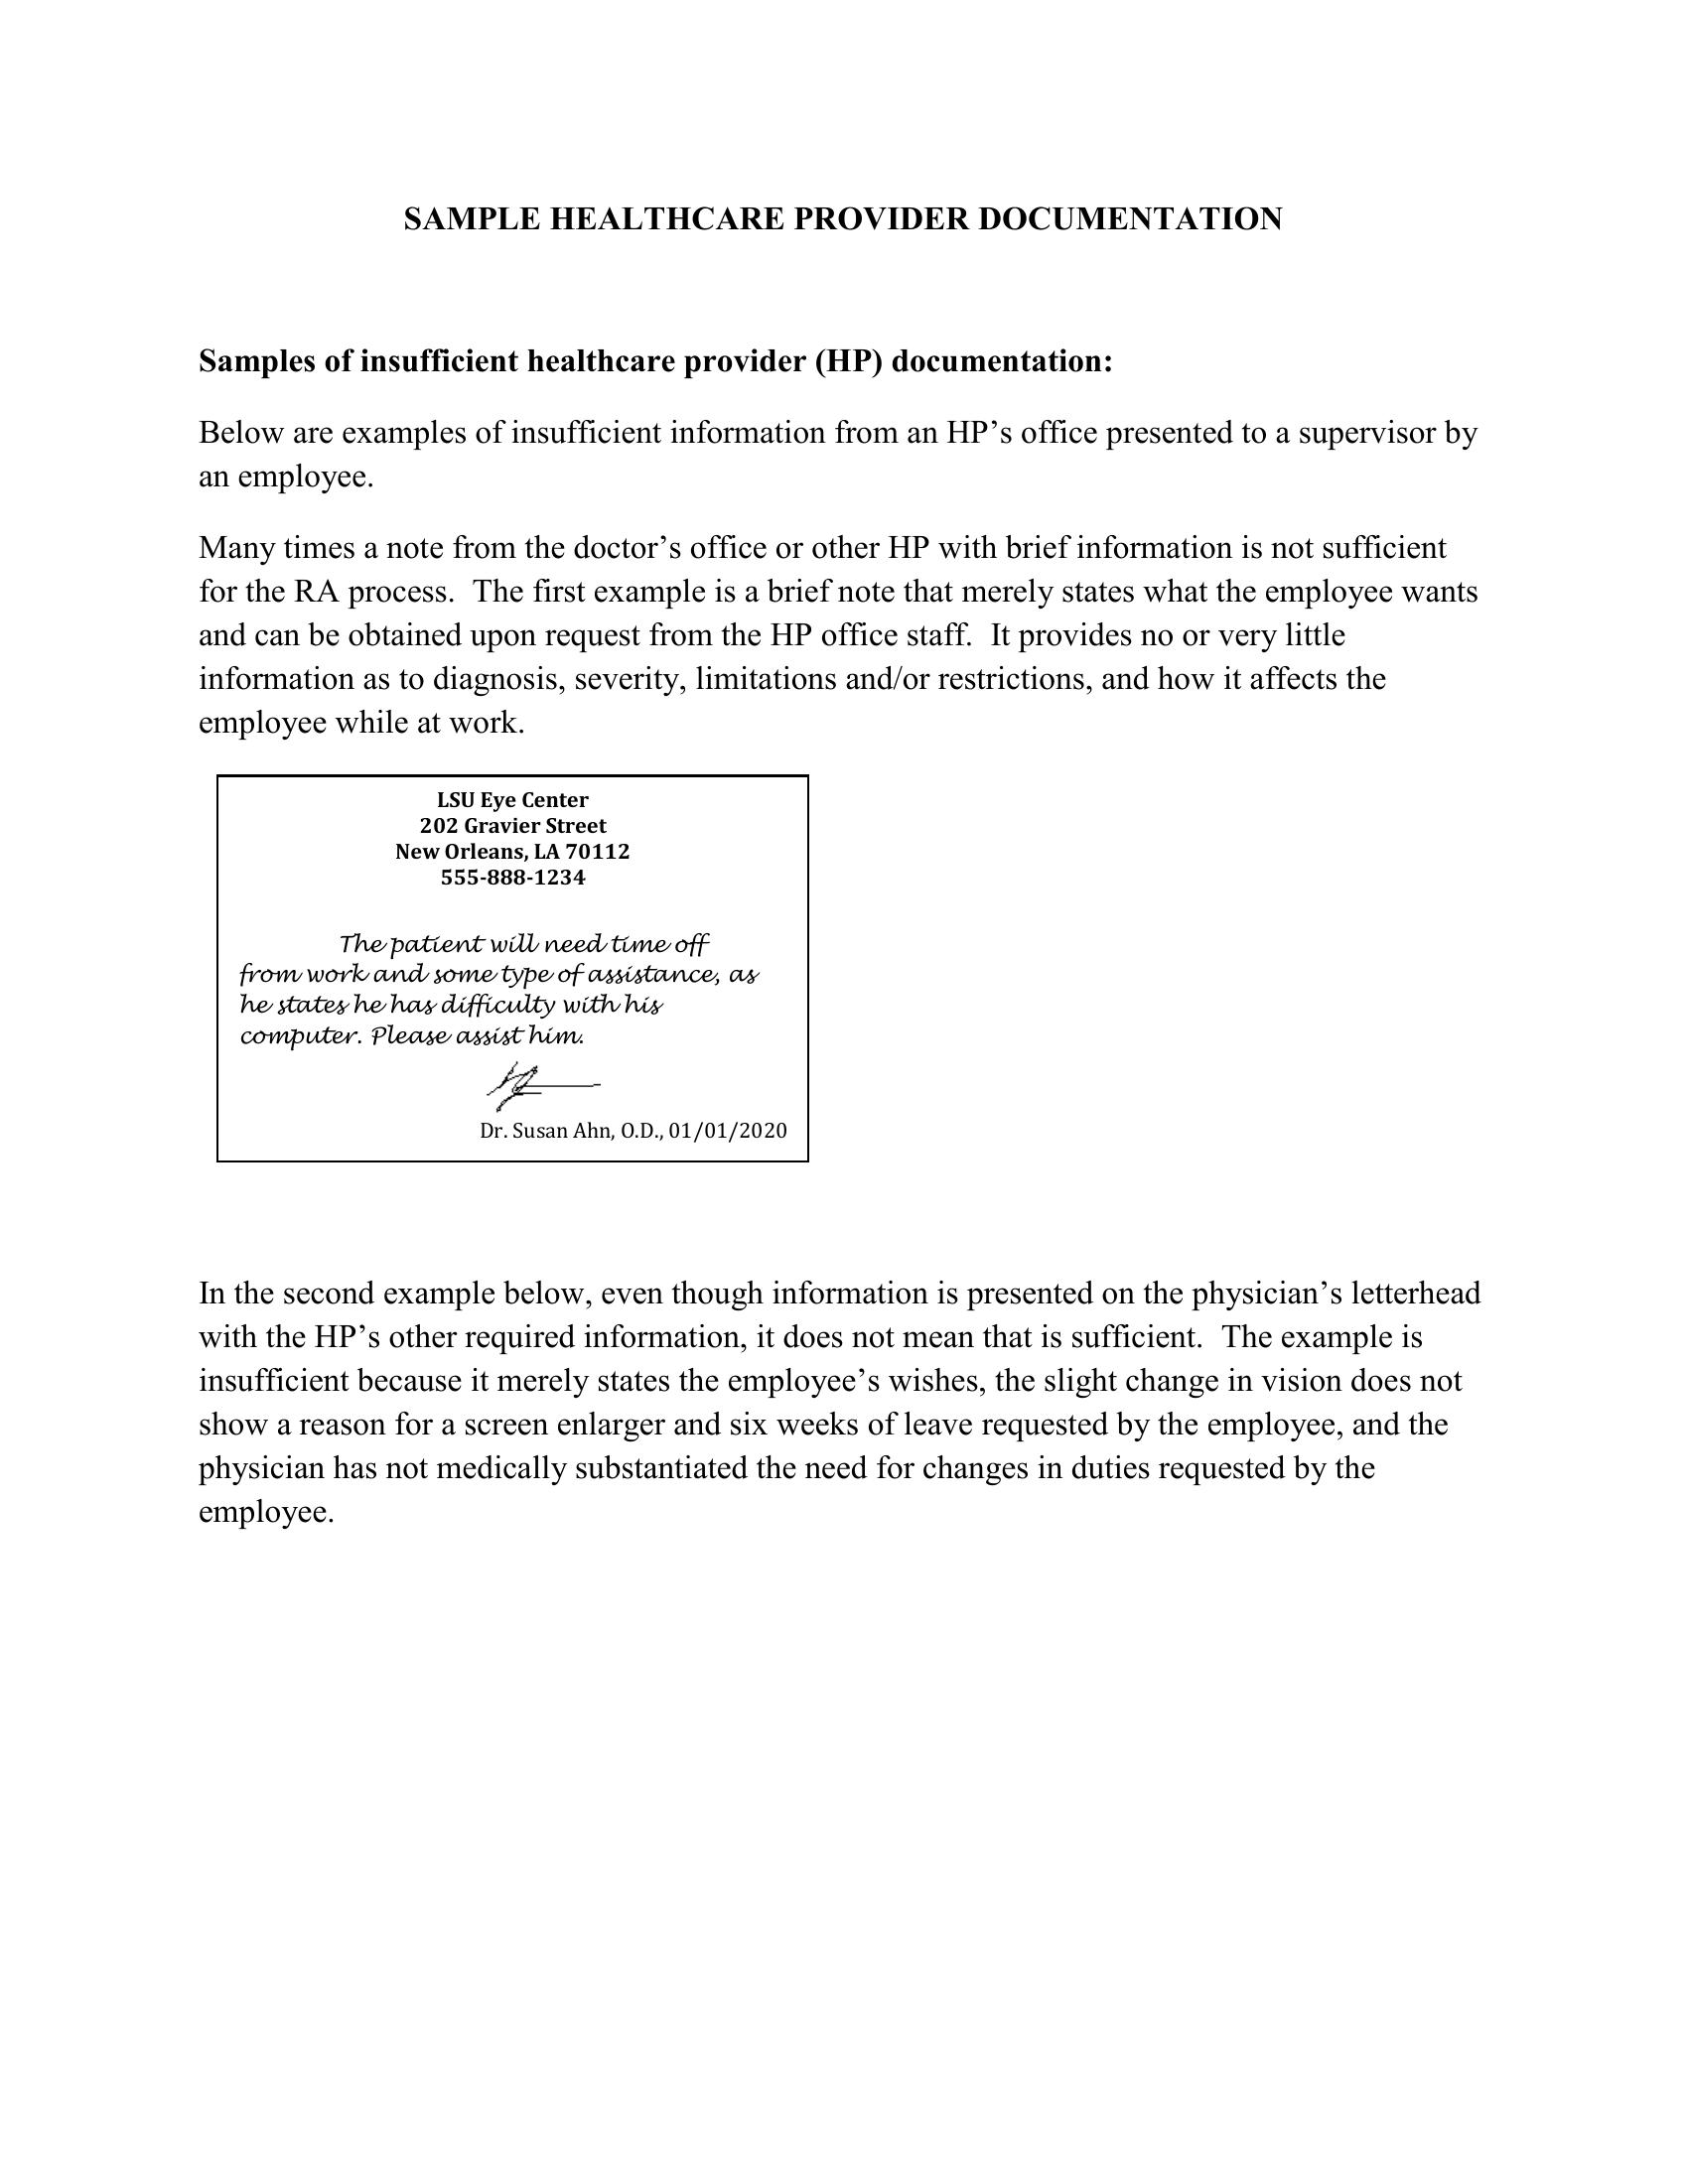 SAMPLE HEALTHCARE PROVIDER DOCUMENTATION
Samples of insufficient healthcare provider (HP) documentation:
Below are examples of insufficient information from an HP’s office presented to a supervisor by
an employee.
Many times a note from the doctor’s office or other HP with brief information is not sufficient
for the RA process.  The first example is a brief note that merely states what the employee wants
and can be obtained upon request from the HP office staff.  It provides no or very little
information as to diagnosis, severity, limitations and/or restrictions, and how it affects the
employee while at work.
LSU Eye Center
202 Gravier Street
New Orleans, LA 70112
555-888-1234
The patient will need time off
from work and some type of assistance, as
he states he has difficulty with his
computer. Please assist him.
Dr. Susan Ahn, O.D., 01/01/2020
In the second example below, even though information is presented on the physician’s letterhead
with the HP’s other required information, it does not mean that is sufficient.  The example is
insufficient because it merely states the employee’s wishes, the slight change in vision does not
show a reason for a screen enlarger and six weeks of leave requested by the employee, and the
physician has not medically substantiated the need for changes in duties requested by the
employee.